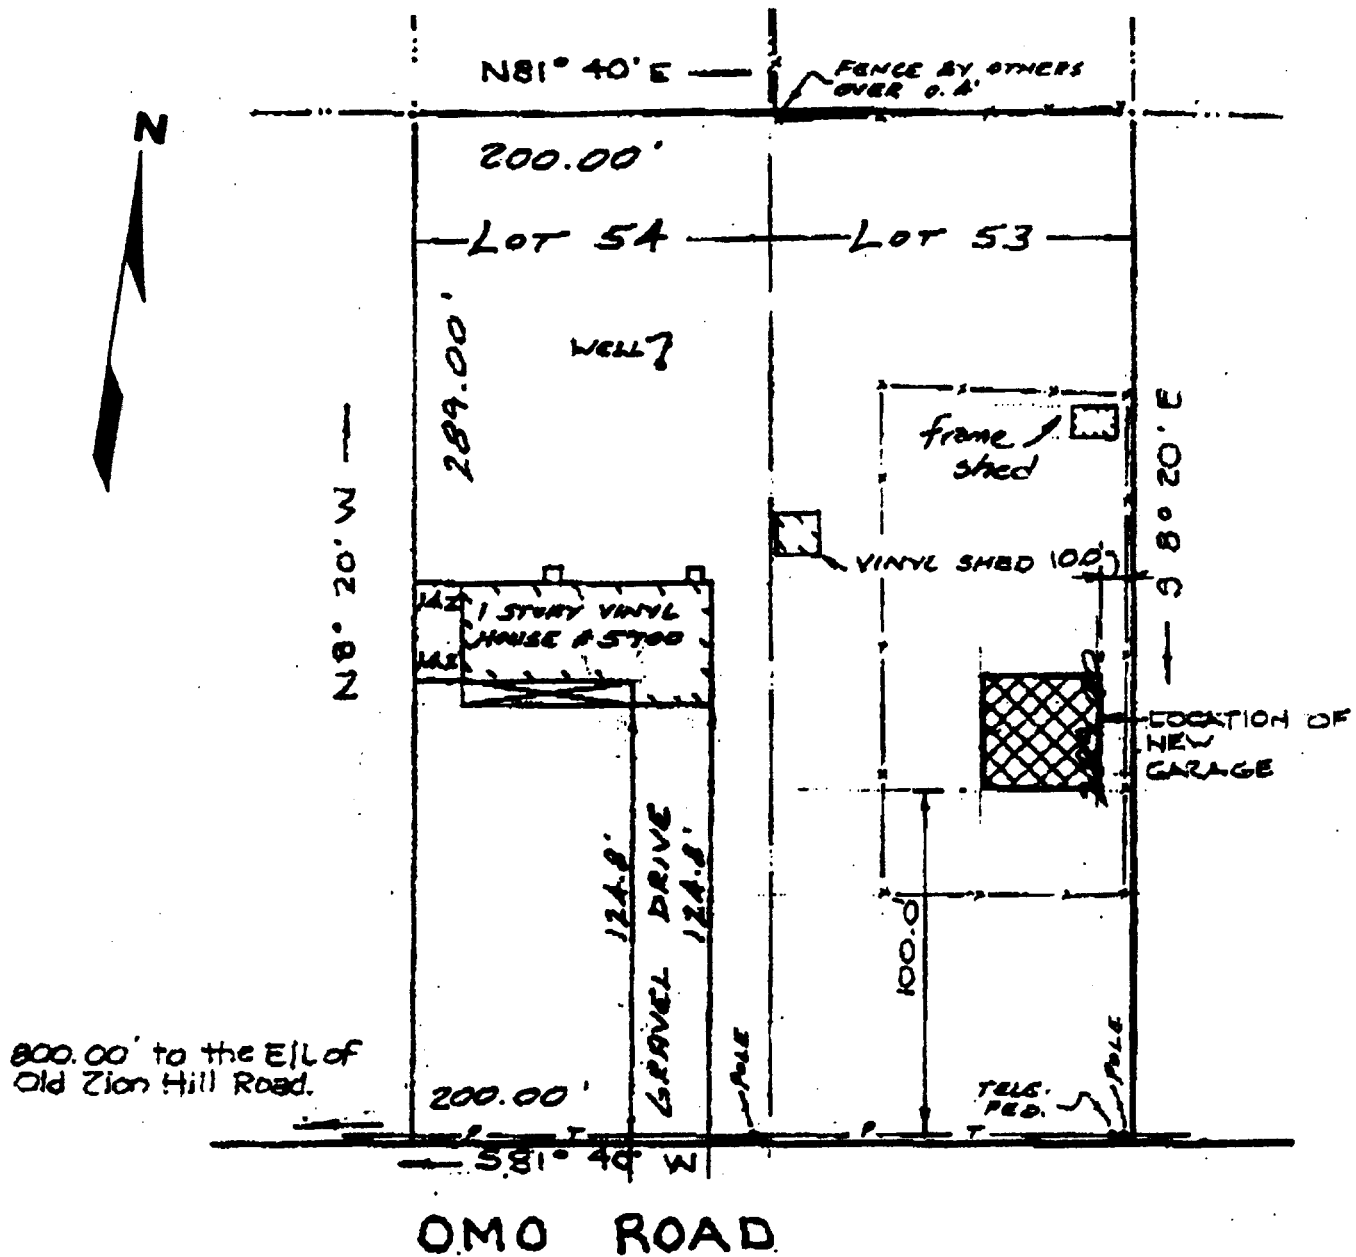 N81° 40' E
FENCE BY OTHERS
OVER 0.4'
N
200.00'
LOT 54
LOT 53
289.00'
WELL
frame
shed
N8° 20' W
S 8° 20' E
VINYL SHED
10.0'
1 STORY VINYL
HOUSE # 5700
LOCATION OF
NEW
GARAGE
124.8'
GRAVEL DRIVE
124.8'
100.0'
800.00' to the E/L of
Old Zion Hill Road.
200.00'
POLE
TELE.
PED.
POLE
P T
P T
S81° 40' W
OMO ROAD